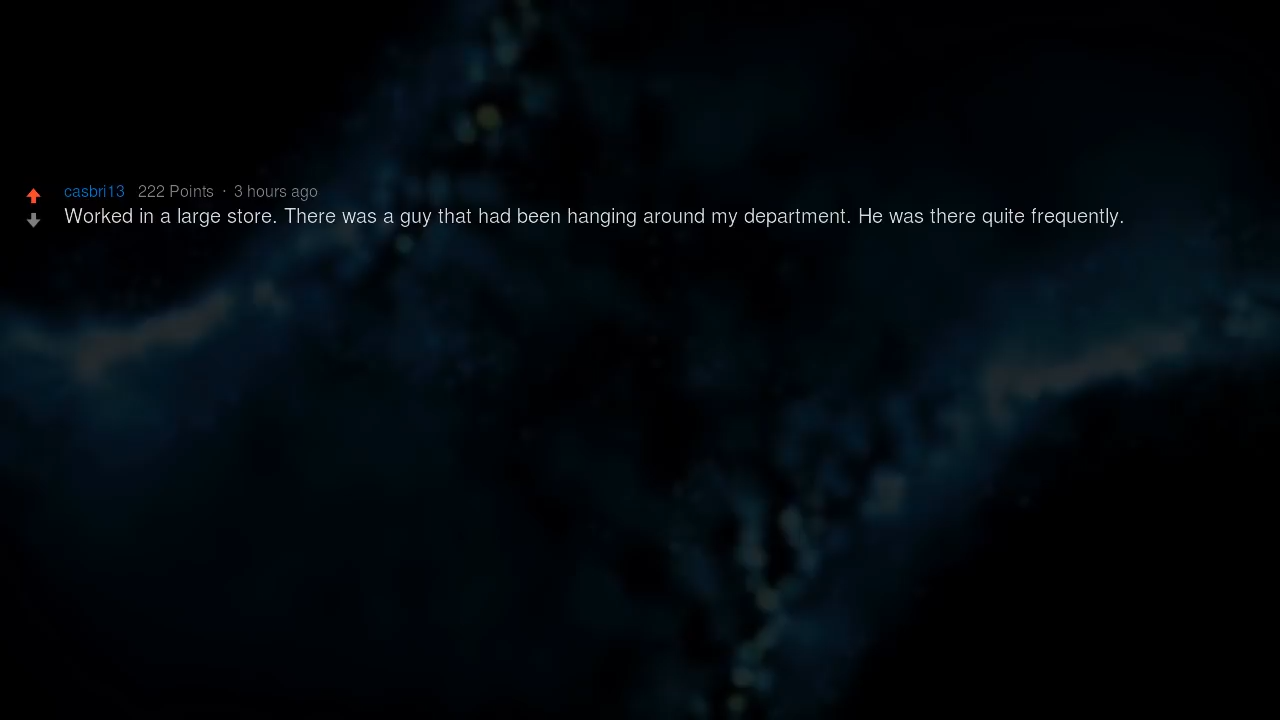 casbri13 222 Points · 3 hours ago
Worked in a large store. There was a guy that had been hanging around my department. He was there quite frequently.